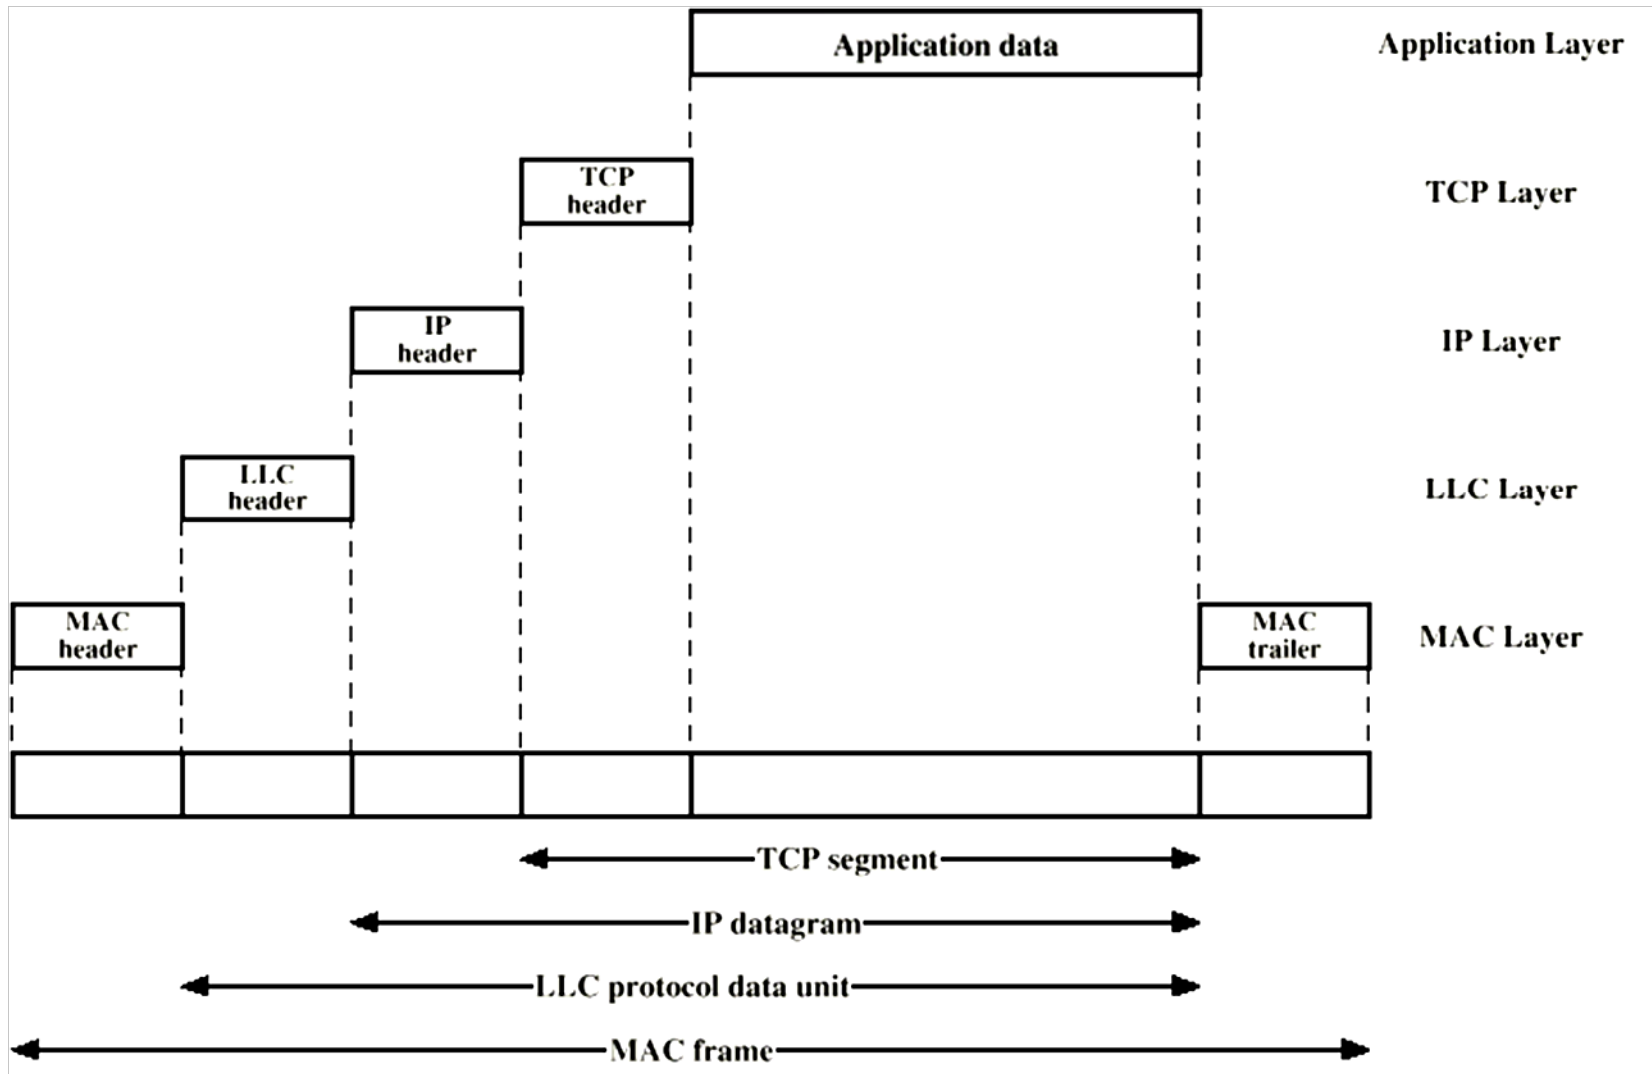 Application data
Application Layer
TCP
header
TCP Layer
IP
header
IP Layer
LLC
header
LLC Layer
MAC
header
MAC
trailer
MAC Layer
TCP segment
IP datagram
LLC protocol data unit
MAC frame